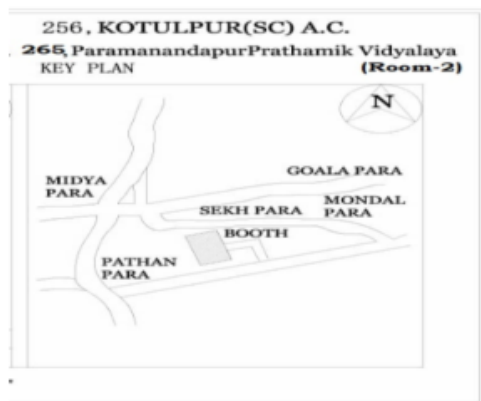 256, KOTULPUR(SC) A.C.
265, ParamanandapurPrathamik Vidyalaya
KEY PLAN (Room-2)
N
GOALA PARA
MIDYA
PARA
MONDAL
PARA
SEKH PARA
BOOTH
PATHAN
PARA